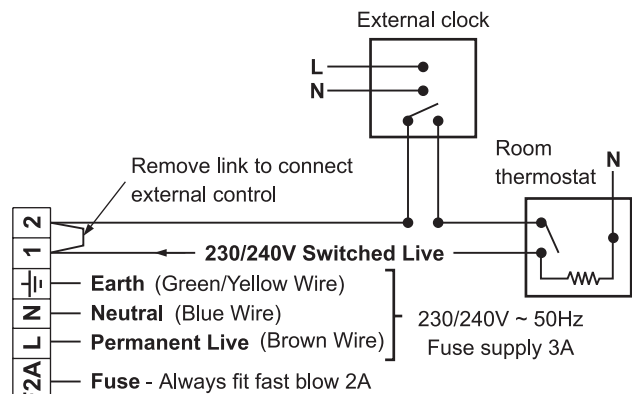 External clock
L
N
Room
thermostat
N
Remove link to connect
external control
2
1
230/240V Switched Live
Earth (Green/Yellow Wire)
N
Neutral (Blue Wire)
L
Permanent Live (Brown Wire)
230/240V ~ 50Hz
Fuse supply 3A
Fuse - Always fit fast blow 2A